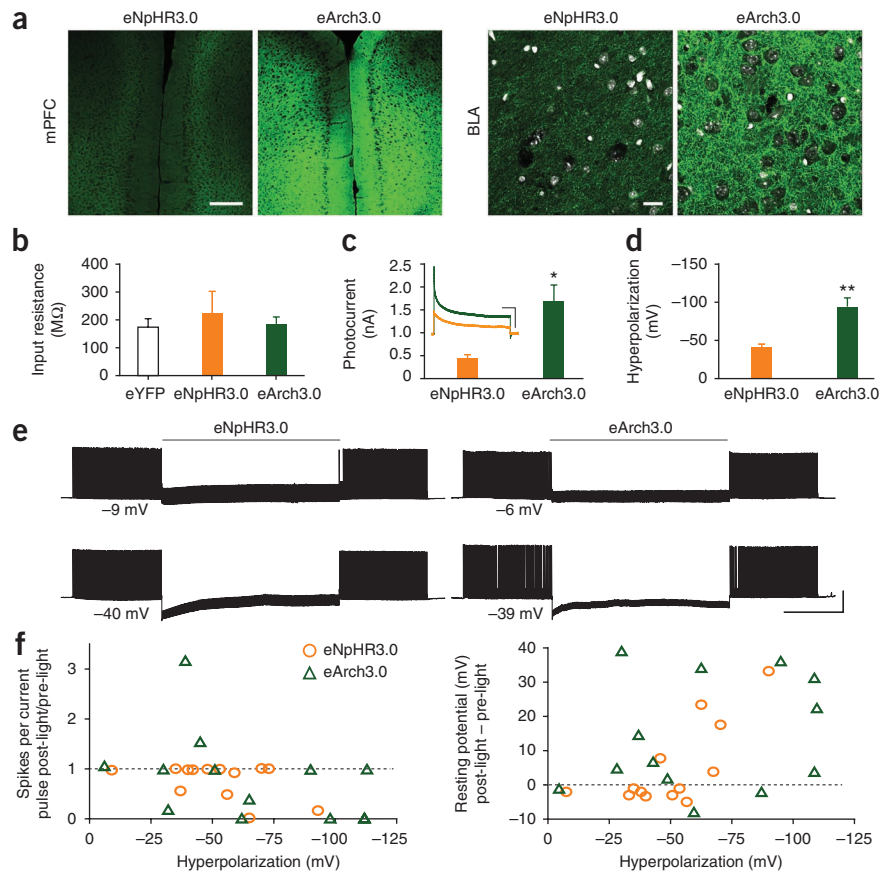 a
eNpHR3.0
eArch3.0
eNpHR3.0
eArch3.0
mPFC
BLA
b
c
d
Input resistance
(MΩ)
400
300
200
100
0
eYFP
eNpHR3.0
eArch3.0
Photocurrent
(nA)
2.5
2.0
1.5
1.0
0.5
0
*
eNpHR3.0
eArch3.0
Hyperpolarization
(mV)
–150
–100
–50
–150
**
eNpHR3.0
eArch3.0
e
eNpHR3.0
eArch3.0
–9 mV
–6 mV
–40 mV
–39 mV
f
Spikes per current
pulse post-light/pre-light
3
2
1
0
eNpHR3.0
eArch3.0
0
–25
–50
–75
–100
–125
Hyperpolarization (mV)
Resting potential (mV)
post-light – pre-light
40
30
20
10
0
–10
0
–25
–50
–75
–100
–125
Hyperpolarization (mV)